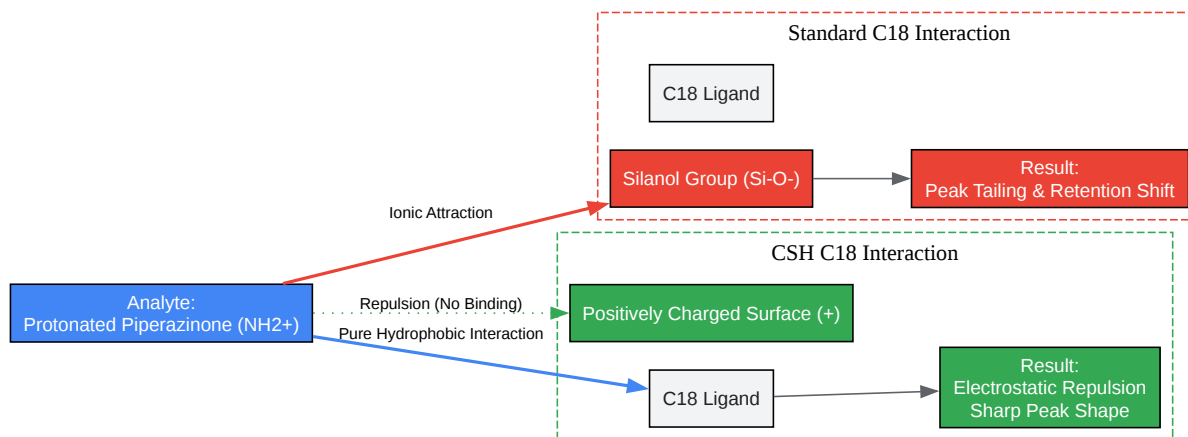 Standard C18 Interaction
C18 Ligand
Silanol Group (Si-O-)
Result:
Peak Tailing & Retention Shift
Ionic Attraction
CSH C18 Interaction
Analyte:
Protonated Piperazinone (NH2+)
Repulsion (No Binding)
Positively Charged Surface (+)
Pure Hydrophobic Interaction
C18 Ligand
Result:
Electrostatic Repulsion
Sharp Peak Shape